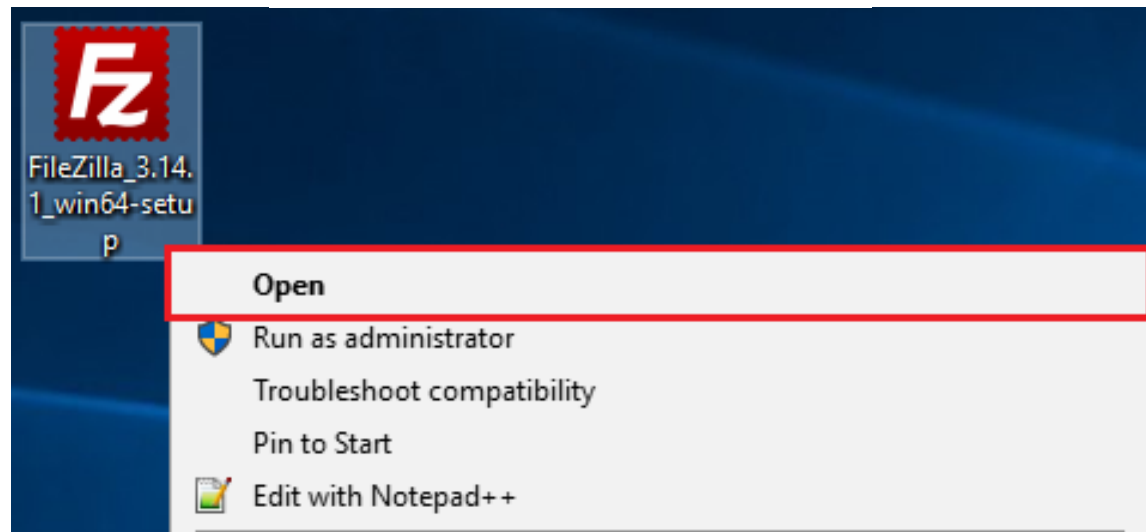 Fz
FileZilla_3.14.
1_win64-setu
p
Open
Run as administrator
Troubleshoot compatibility
Pin to Start
Edit with Notepad++